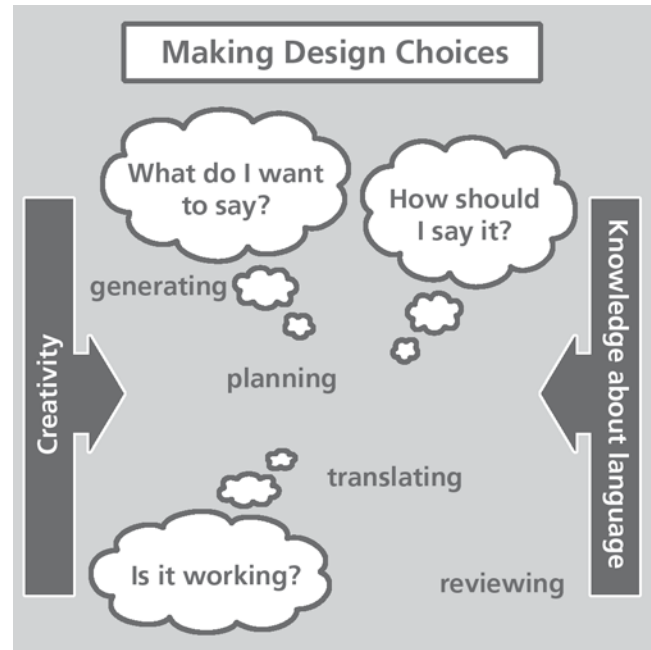 Making Design Choices
What do I want
to say?
How should
I say it?
generating
planning
Creativity
Knowledge about language
translating
Is it working?
reviewing